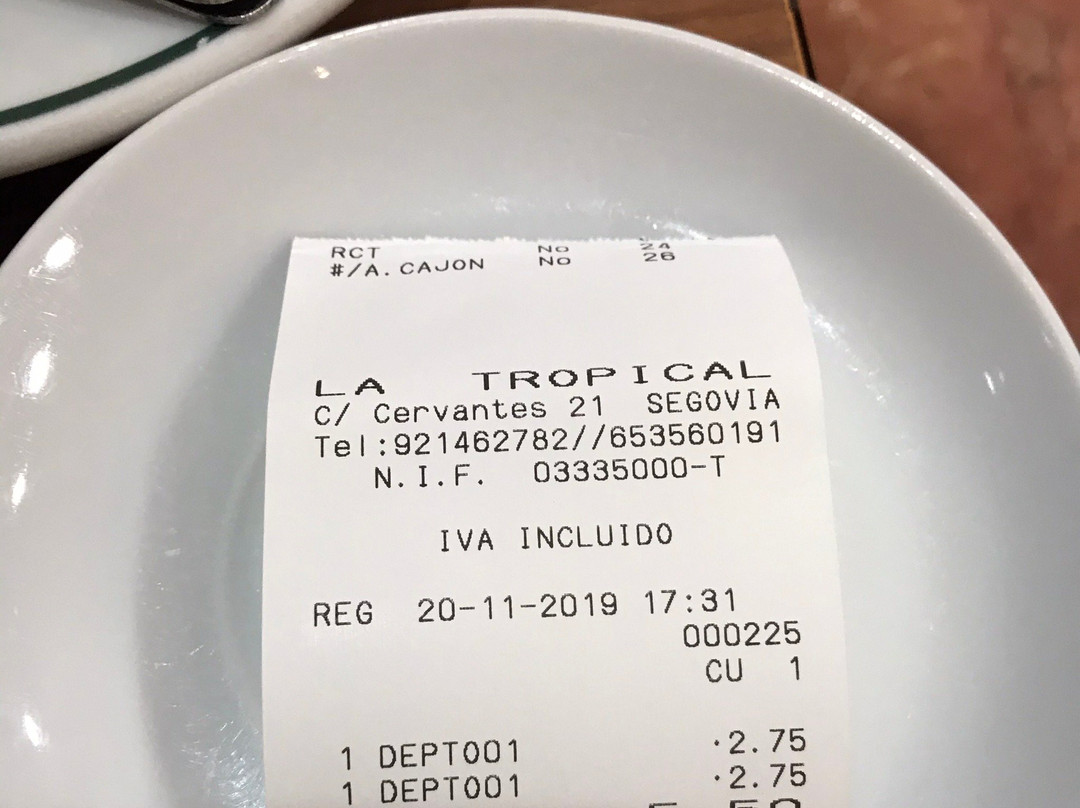 RCT No 24
#/A. CAJON No 26
LA TROPICAL
C/ Cervantes 21 SEGOVIA
Tel:921462782//653560191
N.I.F. 03335000-T
IVA INCLUIDO
REG 20-11-2019 17:31
000225
CU 1
1 DEPT001 ·2.75
1 DEPT001 ·2.75